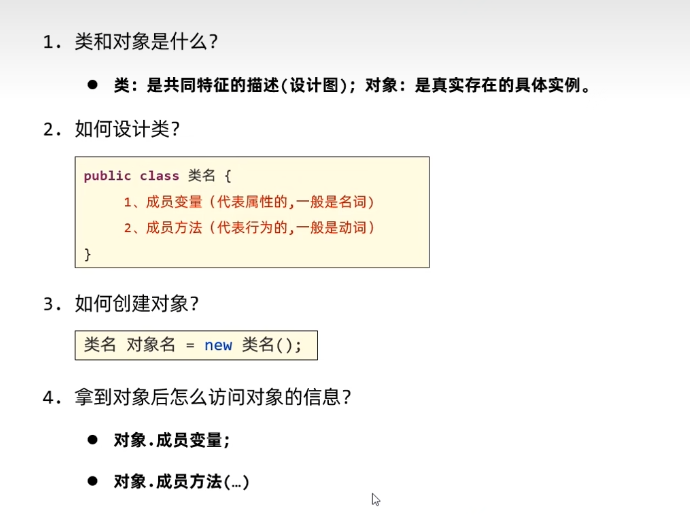 1. 类和对象是什么?
● 类: 是共同特征的描述(设计图); 对象: 是真实存在的具体实例。
2. 如何设计类?
public class 类名 {
1、成员变量 (代表属性的,一般是名词)
2、成员方法 (代表行为的,一般是动词)
}
3. 如何创建对象?
类名 对象名 = new 类名();
4. 拿到对象后怎么访问对象的信息?
● 对象.成员变量;
● 对象.成员方法(…)